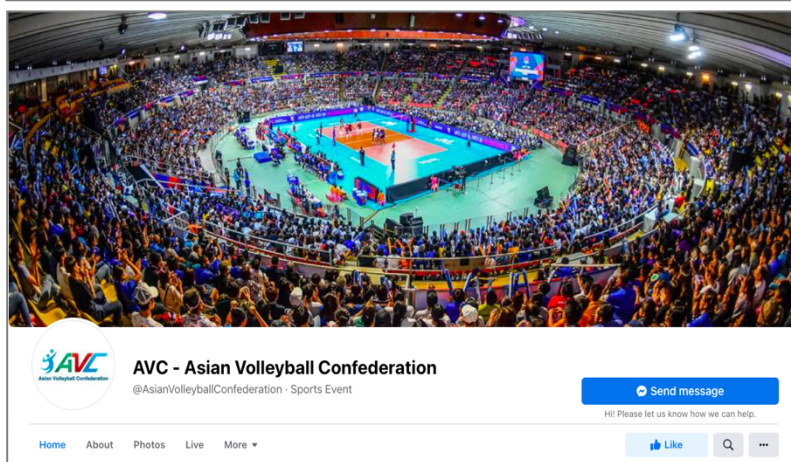 AVC
Asian Volleyball Confederation
AVC - Asian Volleyball Confederation
@AsianVolleyballConfederation · Sports Event
Send message
Hi! Please let us know how we can help.
Home About Photos Live More
Like